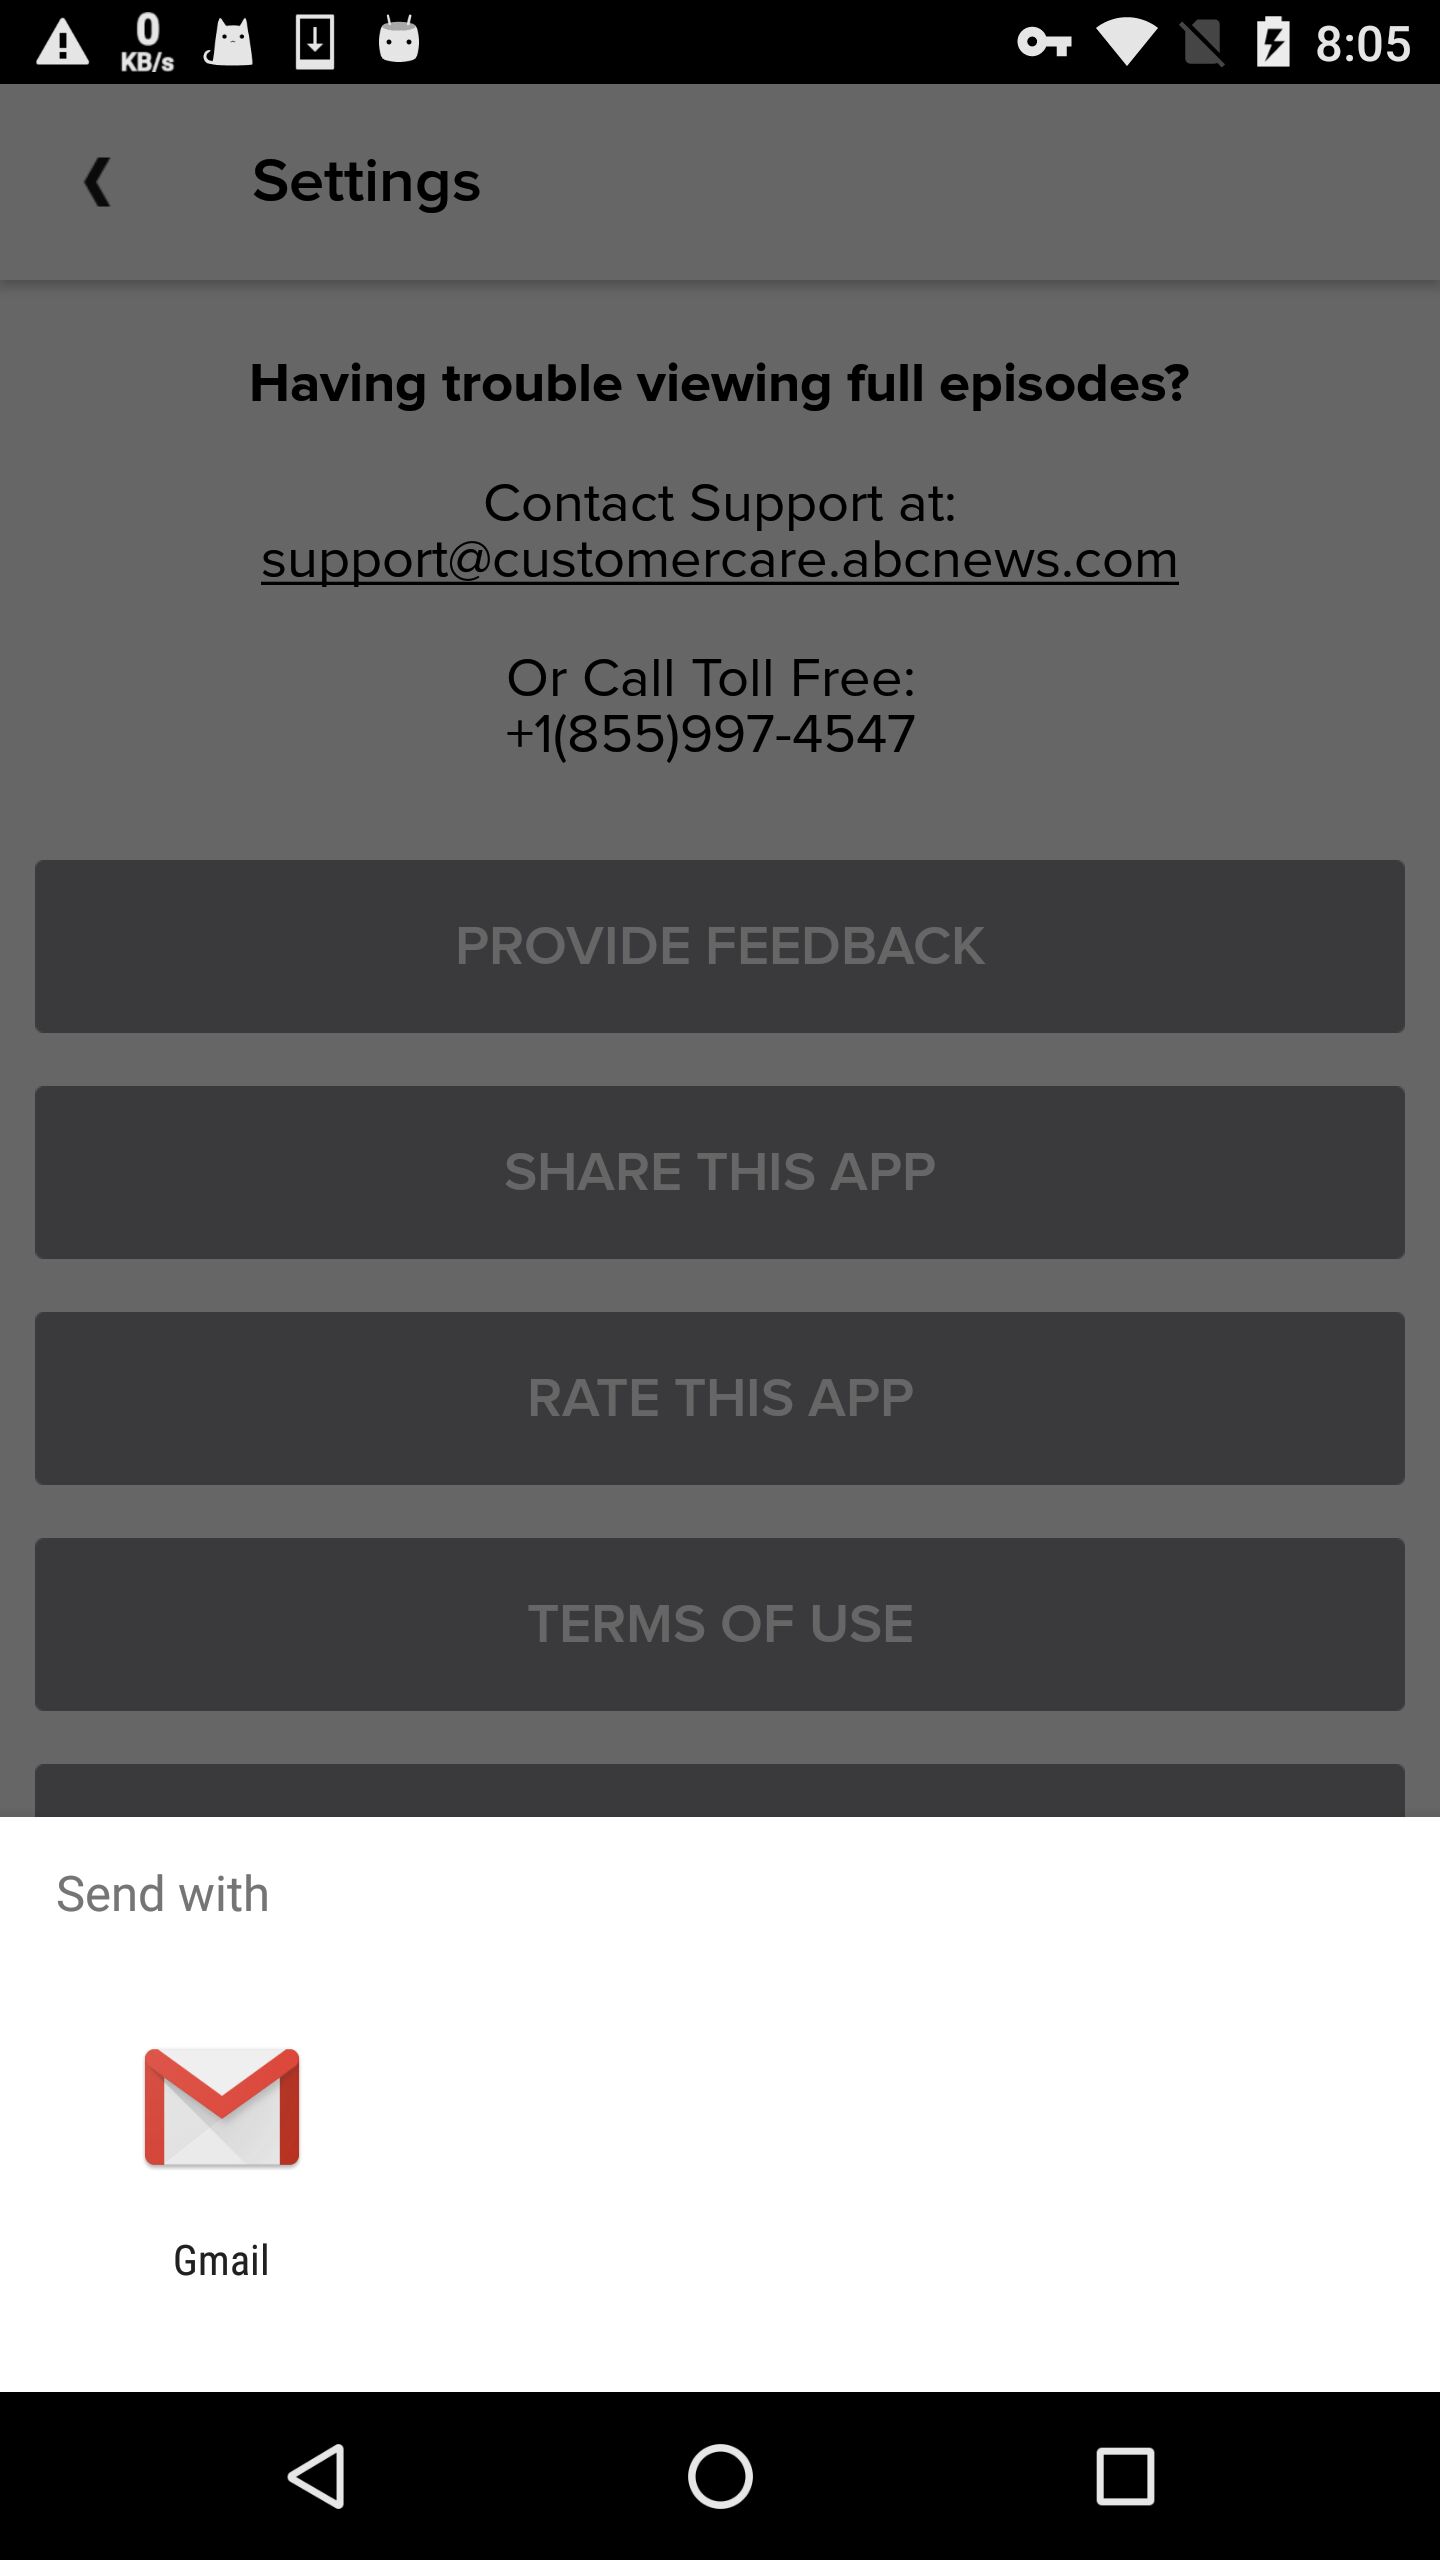 0
KB/s
8:05
Settings
Having trouble viewing full episodes?
Contact Support at:
support@customercare.abcnews.com
Or Call Toll Free:
+1(855)997-4547
PROVIDE FEEDBACK
SHARE THIS APP
RATE THIS APP
TERMS OF USE
Send with
Gmail